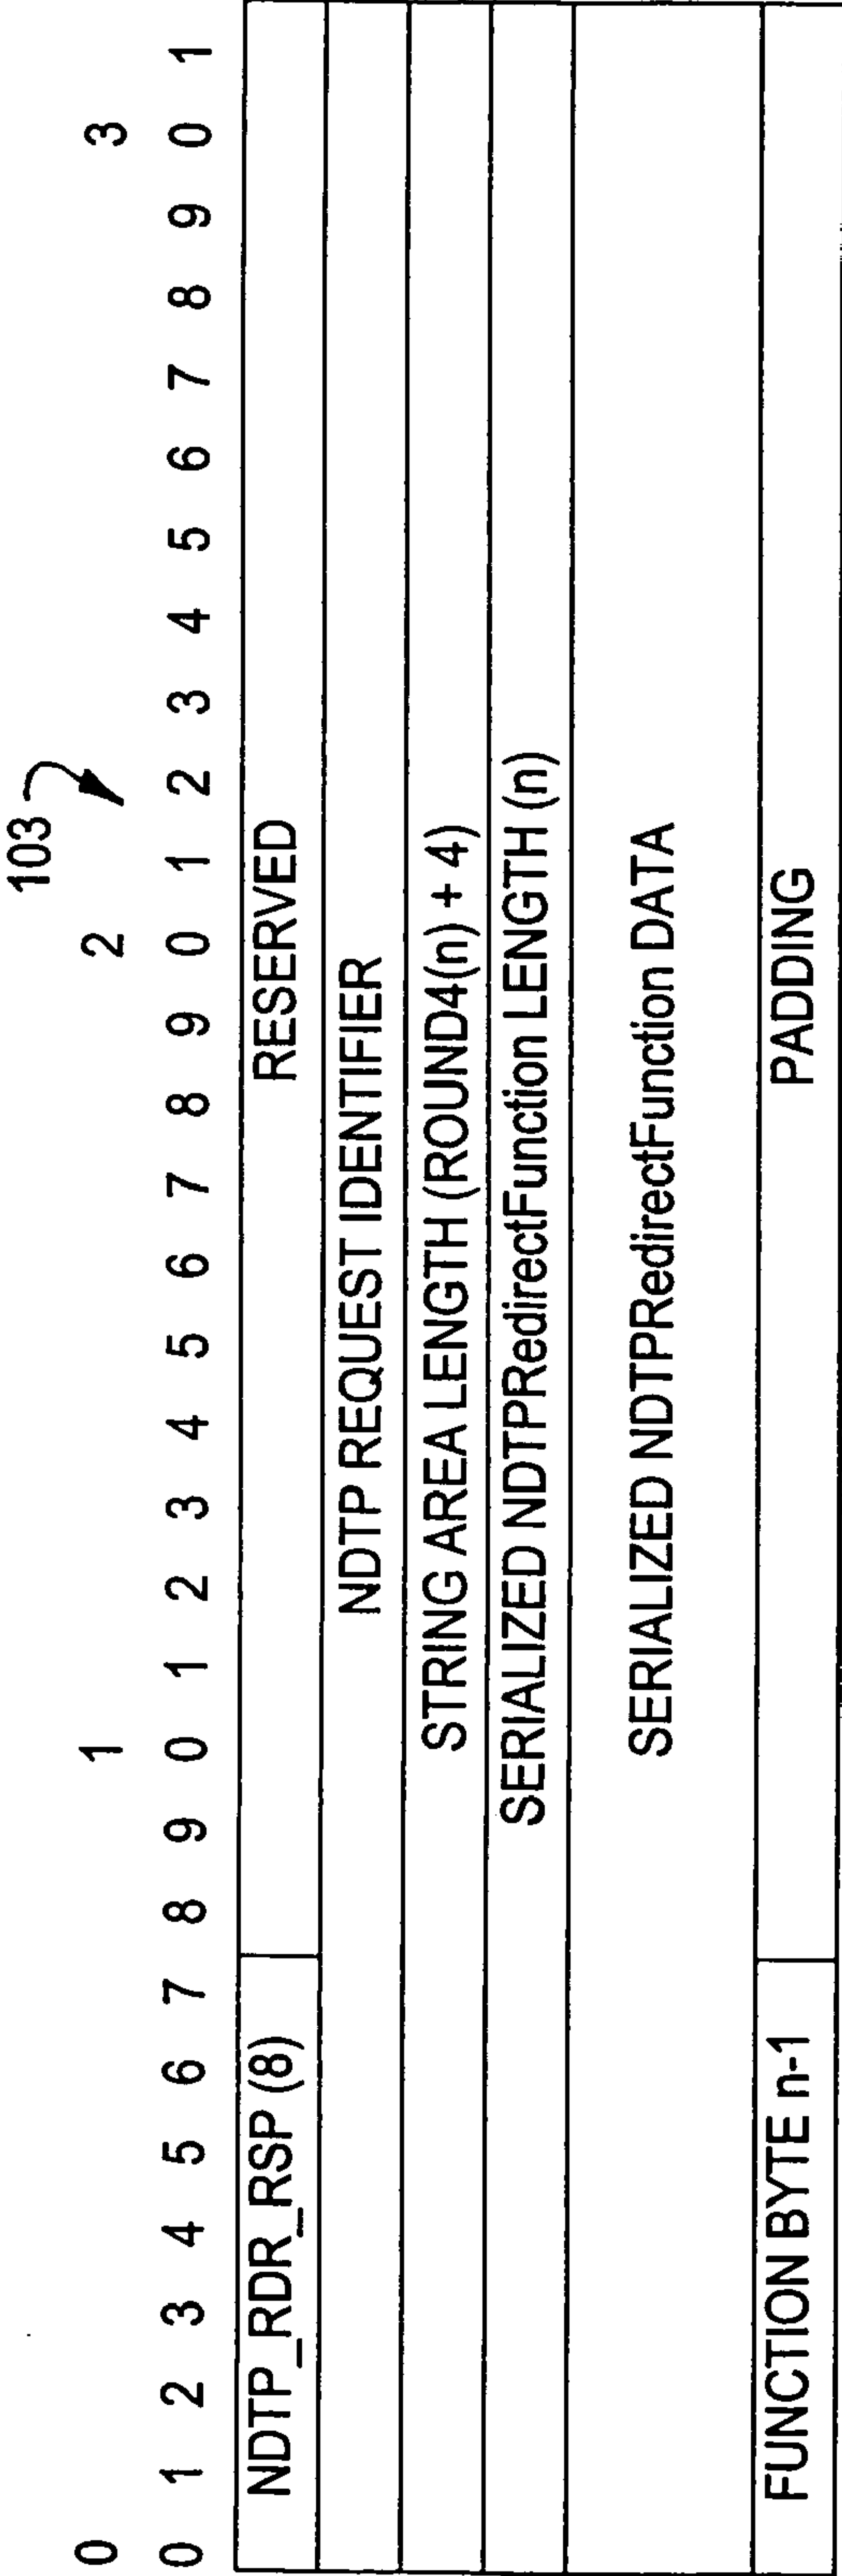 103
0 1 2 3
0 1 2 3 4 5 6 7 8 9 0 1 2 3 4 5 6 7 8 9 0 1 2 3 4 5 6 7 8 9 0 1
NDTP_RDR_RSP (8) RESERVED
NDTP REQUEST IDENTIFIER
STRING AREA LENGTH (ROUND4(n) + 4)
SERIALIZED NDTPRedirectFunction LENGTH (n)
SERIALIZED NDTPRedirectFunction DATA
FUNCTION BYTE n-1 PADDING